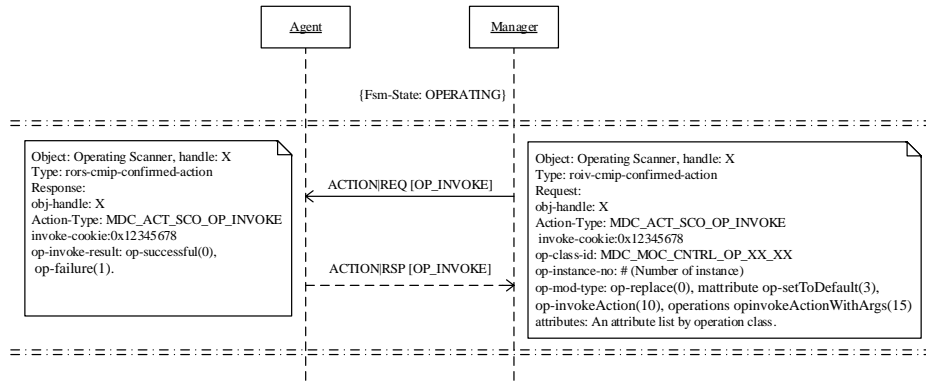 Agent
Manager
{Fsm-State: OPERATING}
Object: Operating Scanner, handle: X
Type: rors-cmip-confirmed-action
Response:
obj-handle: X
Action-Type: MDC_ACT_SCO_OP_INVOKE
invoke-cookie:0x12345678
op-invoke-result: op-successful(0),
op-failure(1).
ACTION|REQ [OP_INVOKE]
ACTION|RSP [OP_INVOKE]
Object: Operating Scanner, handle: X
Type: roiv-cmip-confirmed-action
Request:
obj-handle: X
Action-Type: MDC_ACT_SCO_OP_INVOKE
invoke-cookie:0x12345678
op-class-id: MDC_MOC_CNTRL_OP_XX_XX
op-instance-no: # (Number of instance)
op-mod-type: op-replace(0), mattribute op-setToDefault(3),
op-invokeAction(10), operations opinvokeActionWithArgs(15)
attributes: An attribute list by operation class.